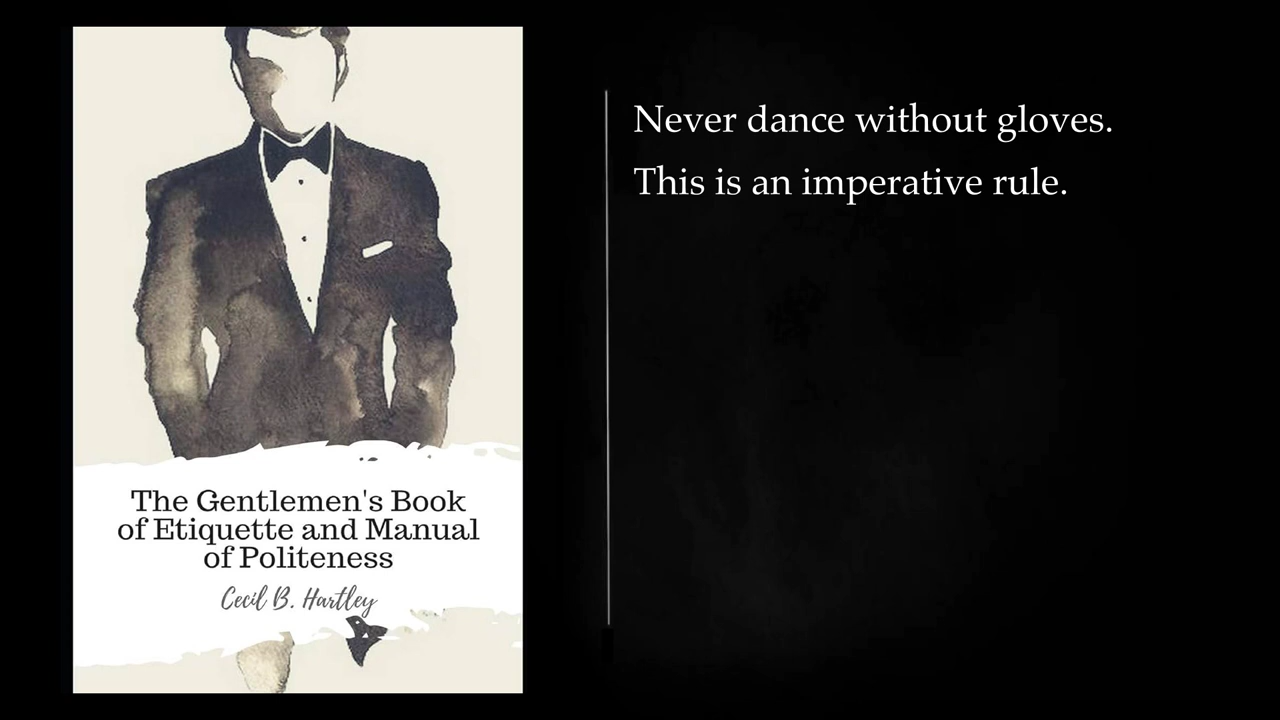 The Gentlemen's Book
of Etiquette and Manual
of Politeness
Cecil B. Hartley
Never dance without gloves.
This is an imperative rule.